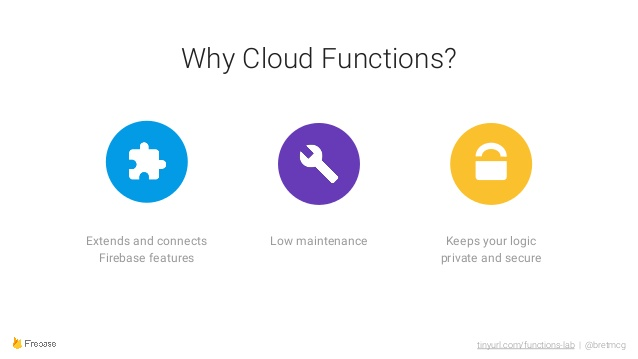 Why Cloud Functions?
Extends and connects
Firebase features
Low maintenance
Keeps your logic
private and secure
Firebase
tinyurl.com/functions-lab | @bretmcg